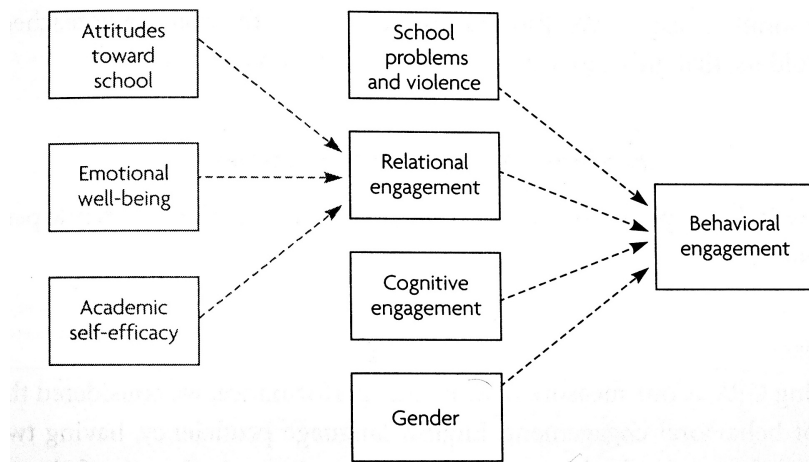 Attitudes
toward
school
School
problems
and violence
Emotional
well-being
Relational
engagement
Behavioral
engagement
Academic
self-efficacy
Cognitive
engagement
Gender